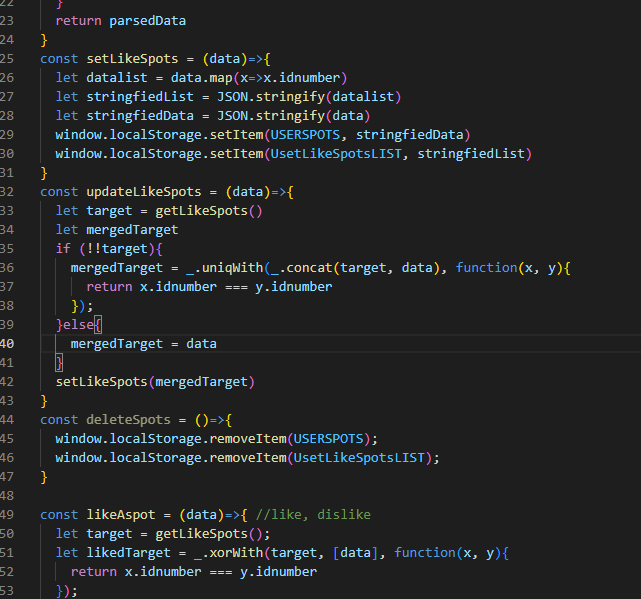 22 }
23 return parsedData
24 }
25 const setLikeSpots = (data)=>{
26 let datalist = data.map(x=>x.idnumber)
27 let stringfiedList = JSON.stringify(datalist)
28 let stringfiedData = JSON.stringify(data)
29 window.localStorage.setItem(USERSPOTS, stringfiedData)
30 window.localStorage.setItem(UsetLikeSpotsLIST, stringfiedList)
31 }
32 const updateLikeSpots = (data)=>{
33 let target = getLikeSpots()
34 let mergedTarget
35 if (!!target){
36 mergedTarget = _.uniqWith(_.concat(target, data), function(x, y){
37 return x.idnumber === y.idnumber
38 });
39 }else{
40 mergedTarget = data
41 }
42 setLikeSpots(mergedTarget)
43 }
44 const deleteSpots = ()=>{
45 window.localStorage.removeItem(USERSPOTS);
46 window.localStorage.removeItem(UsetLikeSpotsLIST);
47 }
48
49 const likeAspot = (data)=>{ //like, dislike
50 let target = getLikeSpots();
51 let likedTarget = _.xorWith(target, [data], function(x, y){
52 return x.idnumber === y.idnumber
53 });